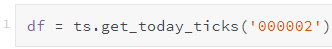 1 df = ts.get_today_ticks('000002')